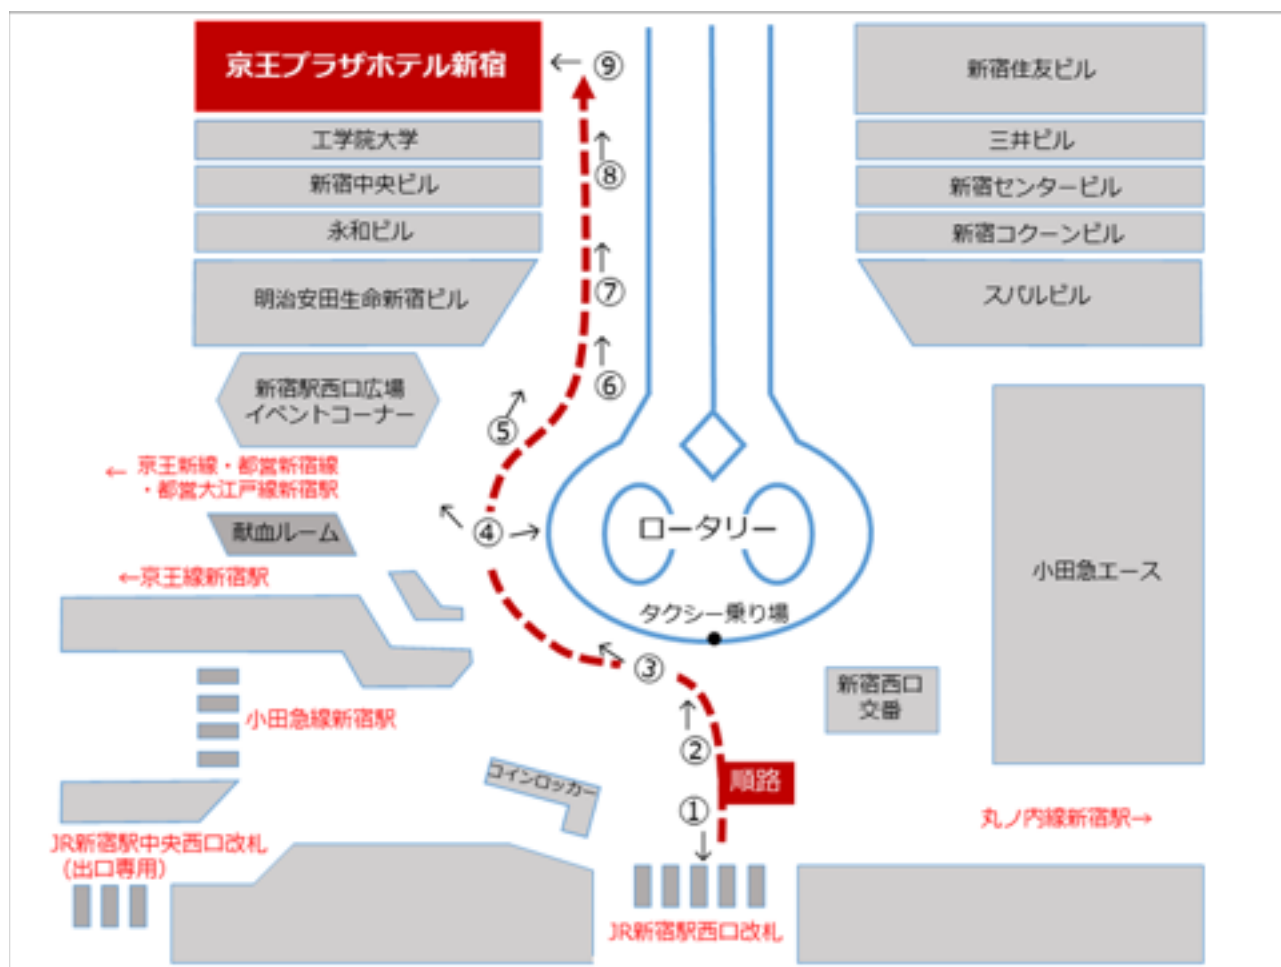 京王プラザホテル新宿
← ⑨
新宿住友ビル
工学院大学
↑
⑧
三井ビル
新宿中央ビル
新宿センタービル
永和ビル
新宿コクーンビル
明治安田生命新宿ビル
↑
⑦
スバルビル
↑
⑥
新宿駅西口広場
イベントコーナー
⑤
← 京王新線・都営新宿線
・都営大江戸線新宿駅
④
ロータリー
献血ルーム
←京王線新宿駅
小田急エース
タクシー乗り場
③
新宿西口
交番
小田急線新宿駅
↑
②
順路
コインロッカー
①
↓
丸ノ内線新宿駅→
JR新宿駅中央西口改札
(出口専用)
JR新宿駅西口改札